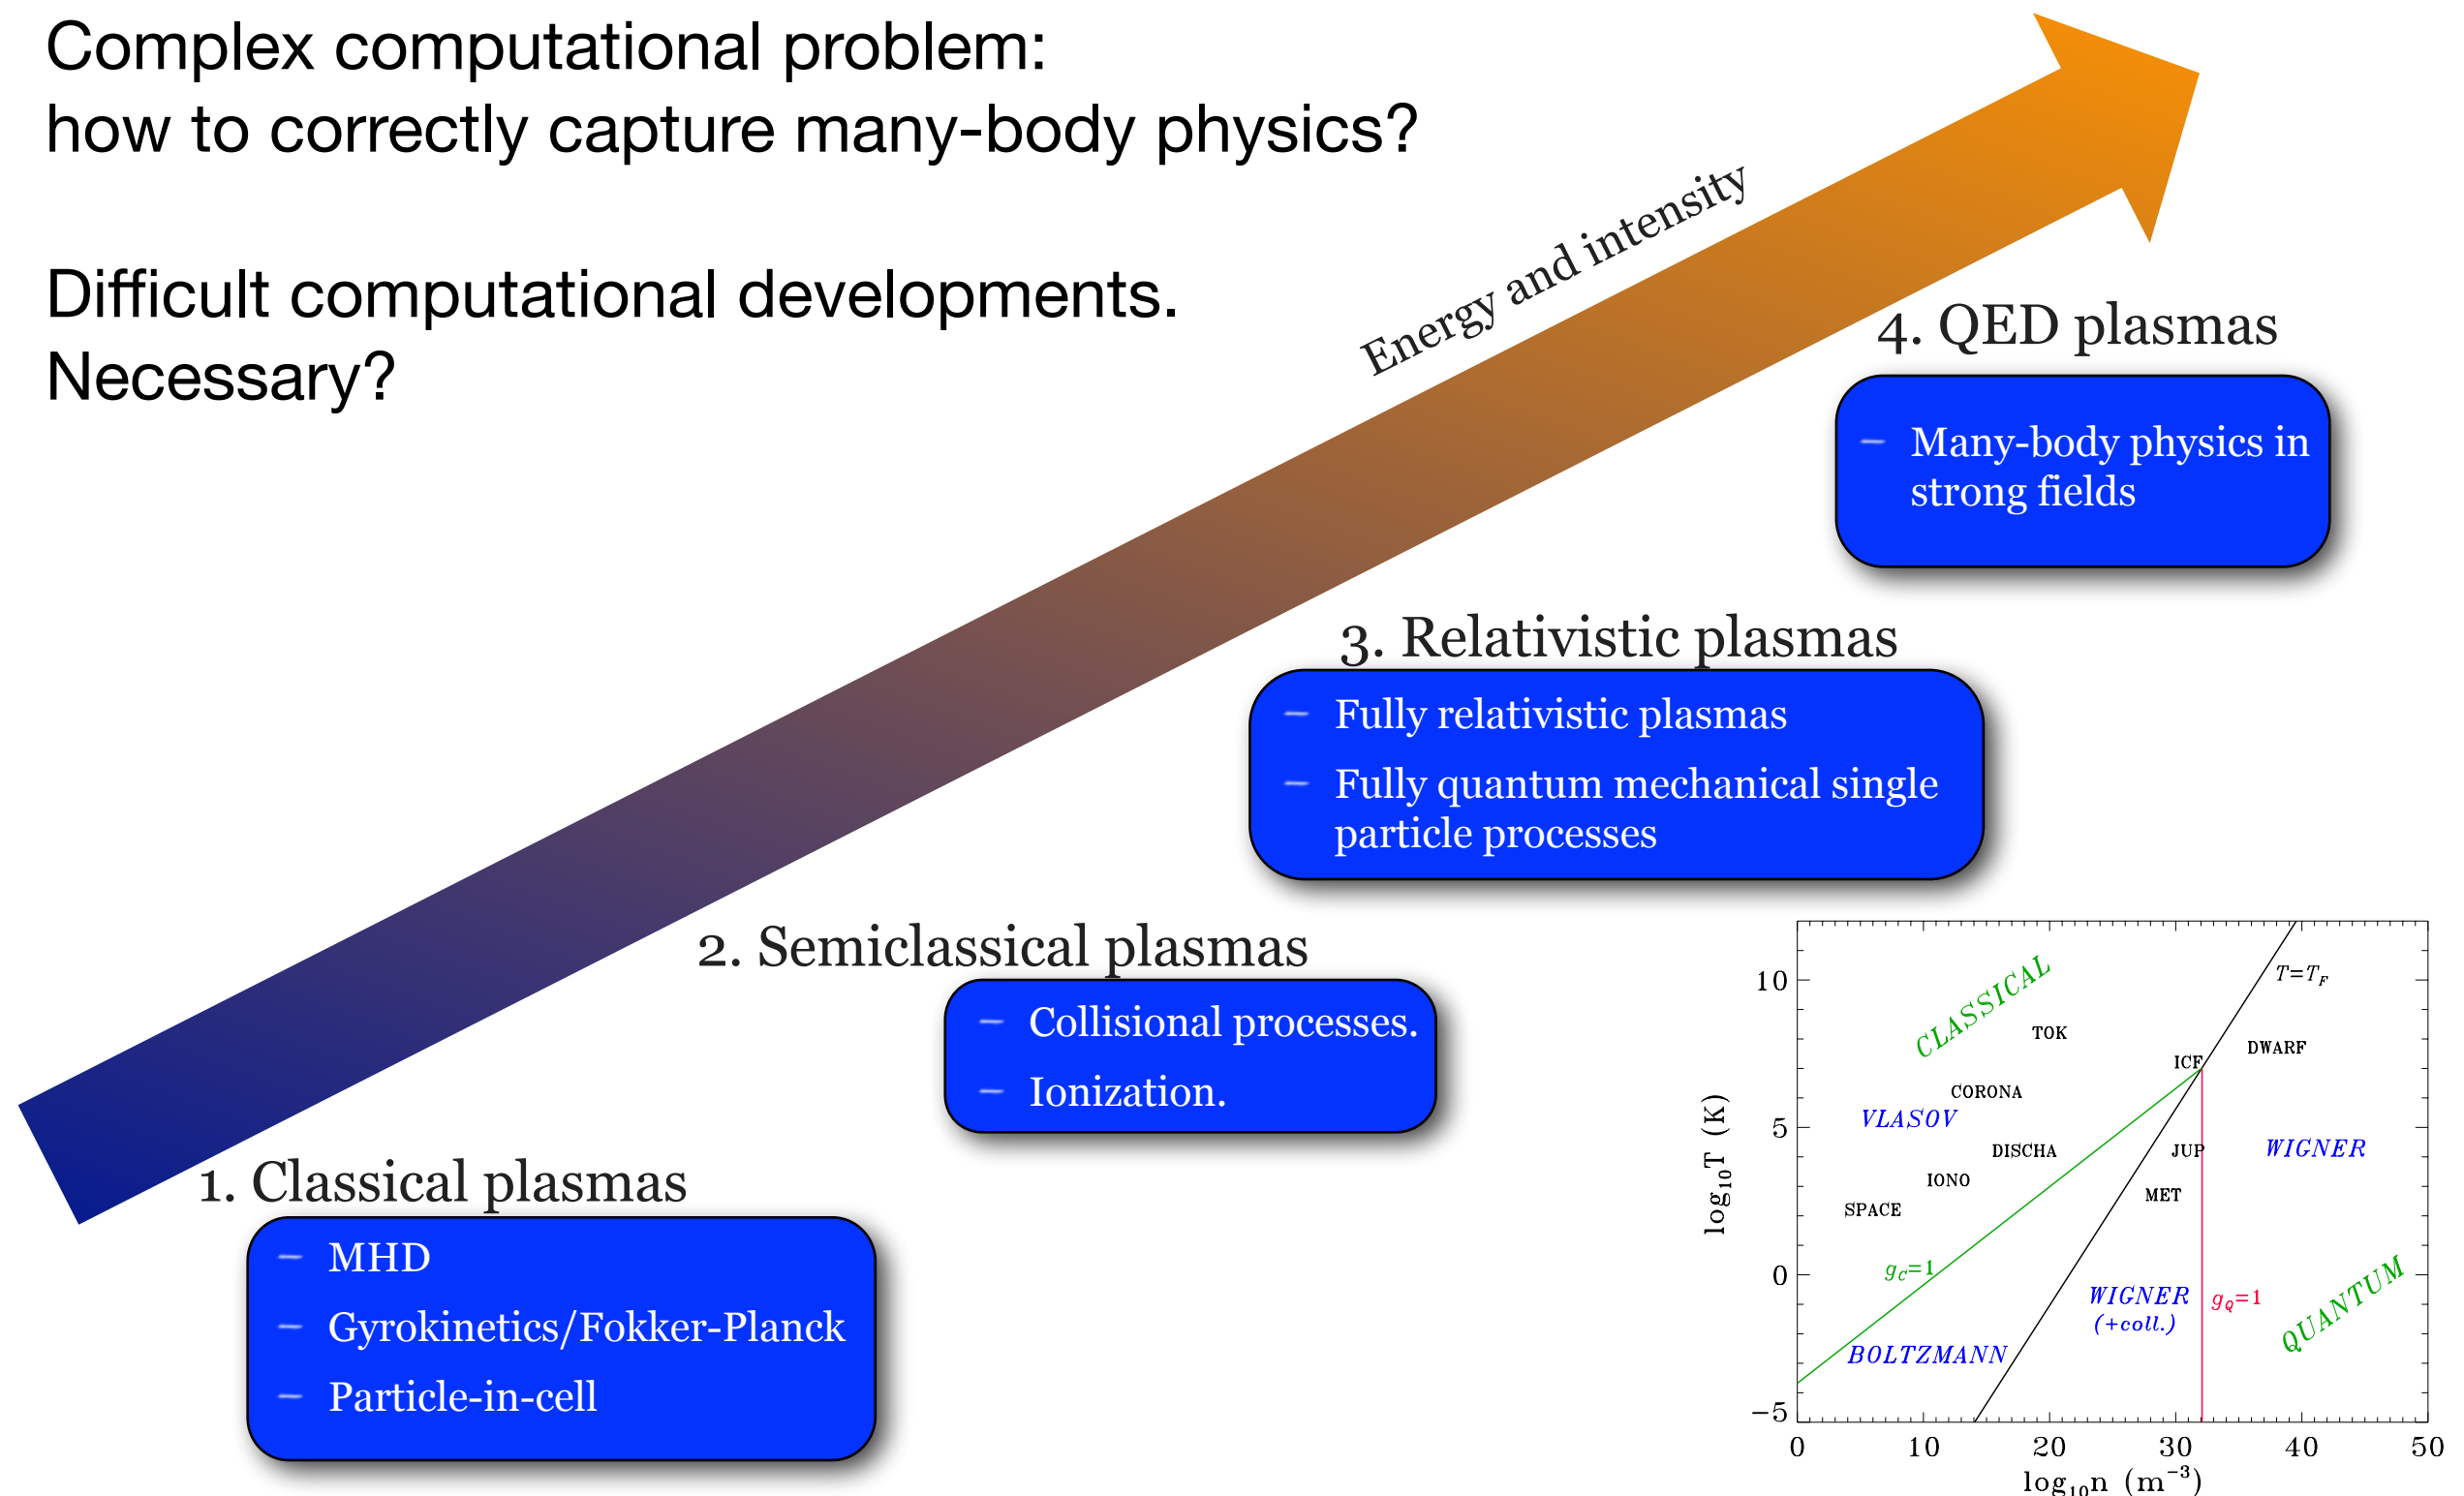 Complex computational problem:
how to correctly capture many-body physics?
Difficult computational developments.
Necessary?
Energy and intensity
4. QED plasmas
– Many-body physics in
strong fields
3. Relativistic plasmas
– Fully relativistic plasmas
– Fully quantum mechanical single
particle processes
2. Semiclassical plasmas
– Collisional processes.
– Ionization.
1. Classical plasmas
– MHD
– Gyrokinetics/Fokker-Planck
– Particle-in-cell
CLASSICAL
T=T_F
TOK
DWARF
ICF
CORONA
VLASOV
DISCHA
JUP
WIGNER
IONO
MET
SPACE
g_C=1
WIGNER
(+coll.)
g_Q=1
QUANTUM
BOLTZMANN
10
5
0
−5
log₁₀T (K)
0 10 20 30 40 50
log₁₀n (m⁻³)